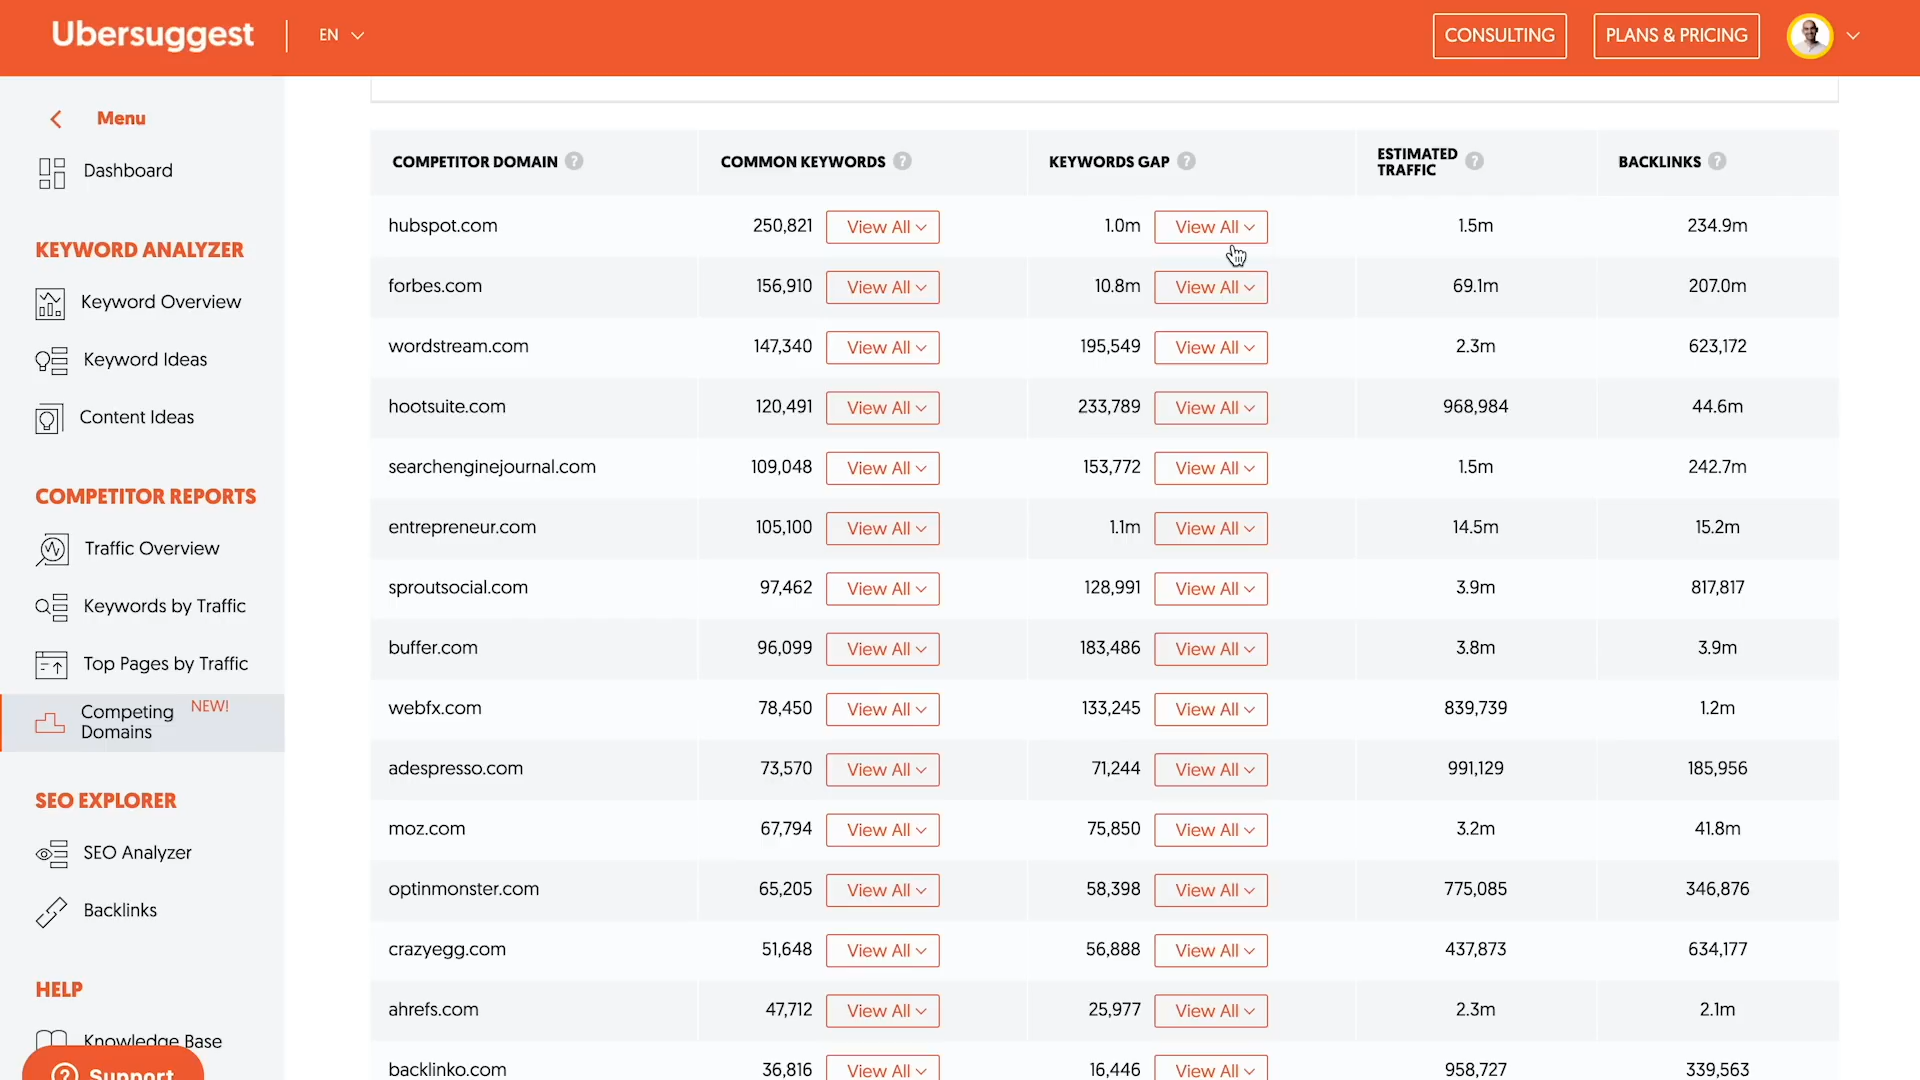 Ubersuggest
EN
CONSULTING
PLANS & PRICING
Menu
Dashboard
KEYWORD ANALYZER
Keyword Overview
Keyword Ideas
Content Ideas
COMPETITOR REPORTS
Traffic Overview
Keywords by Traffic
Top Pages by Traffic
Competing NEW!
Domains
SEO EXPLORER
SEO Analyzer
Backlinks
HELP
Knowledge Base
? Support
COMPETITOR DOMAIN ? COMMON KEYWORDS ? KEYWORDS GAP ? ESTIMATED TRAFFIC ? BACKLINKS ?
hubspot.com 250,821 View All 1.0m View All 1.5m 234.9m
forbes.com 156,910 View All 10.8m View All 69.1m 207.0m
wordstream.com 147,340 View All 195,549 View All 2.3m 623,172
hootsuite.com 120,491 View All 233,789 View All 968,984 44.6m
searchenginejournal.com 109,048 View All 153,772 View All 1.5m 242.7m
entrepreneur.com 105,100 View All 1.1m View All 14.5m 15.2m
sproutsocial.com 97,462 View All 128,991 View All 3.9m 817,817
buffer.com 96,099 View All 183,486 View All 3.8m 3.9m
webfx.com 78,450 View All 133,245 View All 839,739 1.2m
adespresso.com 73,570 View All 71,244 View All 991,129 185,956
moz.com 67,794 View All 75,850 View All 3.2m 41.8m
optinmonster.com 65,205 View All 58,398 View All 775,085 346,876
crazyegg.com 51,648 View All 56,888 View All 437,873 634,177
ahrefs.com 47,712 View All 25,977 View All 2.3m 2.1m
backlinko.com 36,816 View All 16,446 View All 958,727 339,563